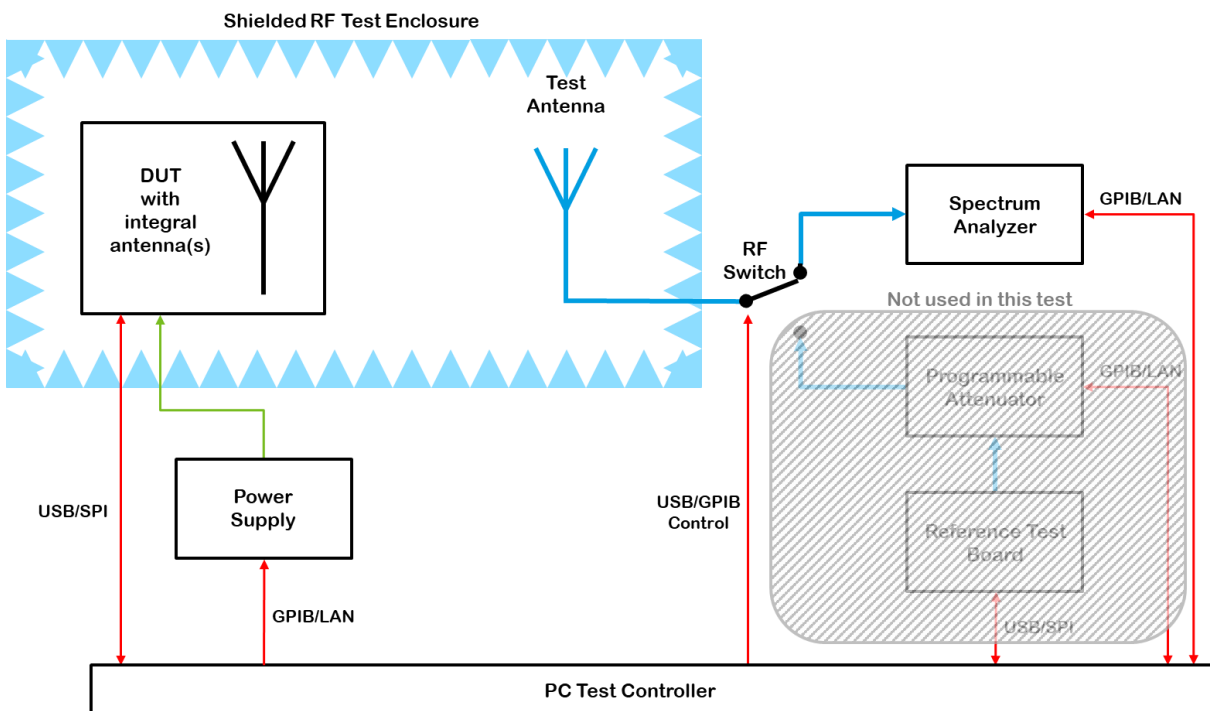 Shielded RF Test Enclosure
Test
Antenna
DUT
with
integral
antenna(s)
RF
Switch
Spectrum
Analyzer
GPIB/LAN
Not used in this test
Programmable
Attenuator
GPIB/LAN
USB/SPI
Power
Supply
USB/GPIB
Control
Reference Test
Board
GPIB/LAN
USB/SPI
PC Test Controller